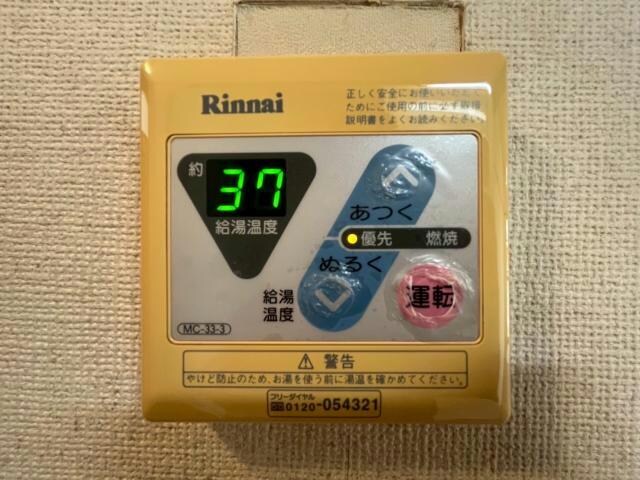 Rinnai
正しく安全にお使いいただく
ためにご使用の前に必ず取扱
説明書をよくお読みください。
約
37
給湯温度
あつく
優先 燃焼
ぬるく
給湯
温度
運転
MC-33-3
警告
やけど防止のため、お湯を使う前に湯温を確かめてください。
フリーダイヤル
0120-054321